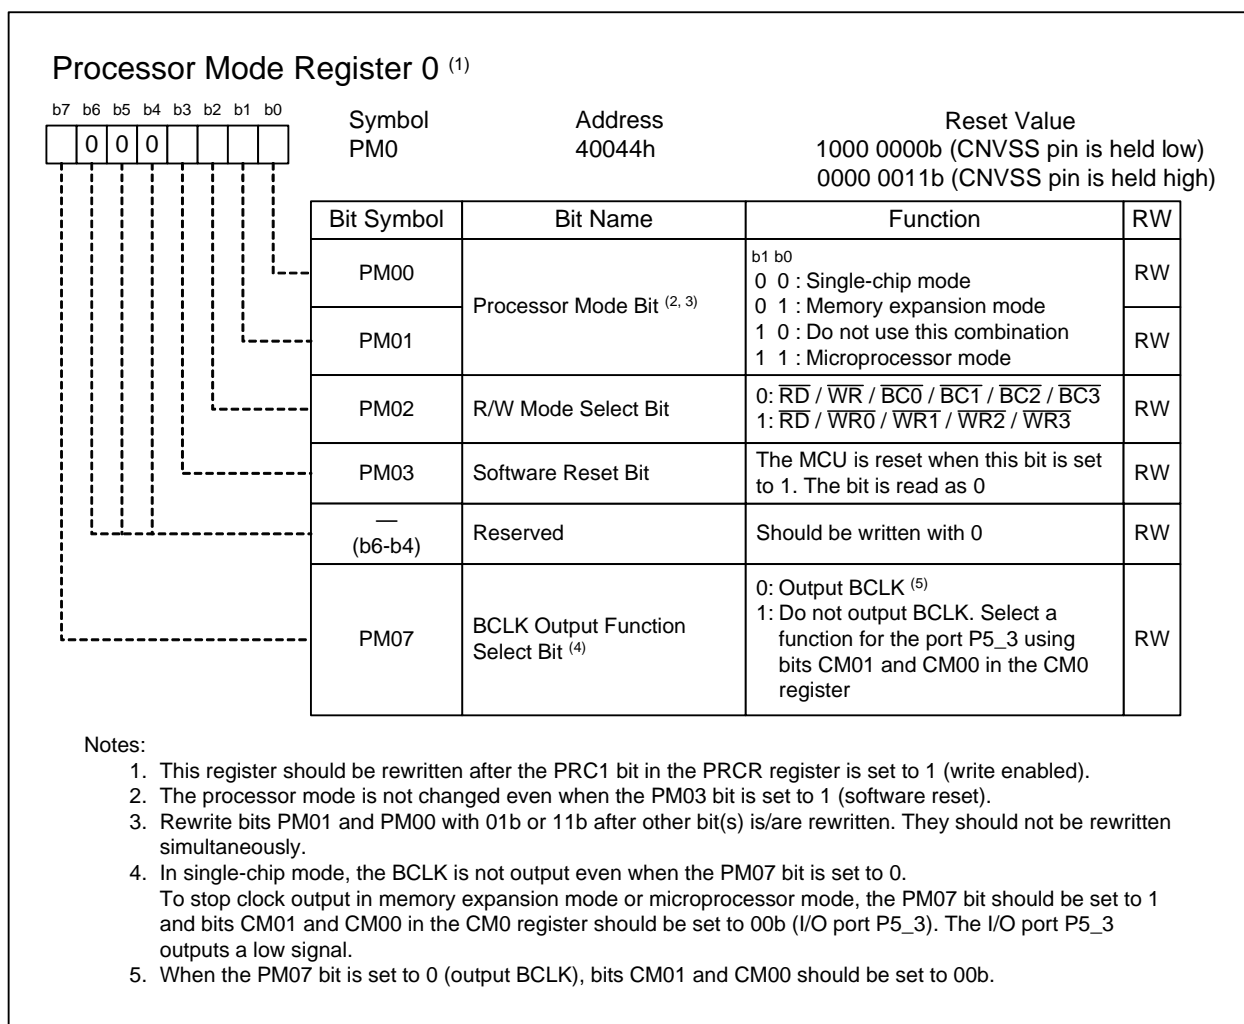 Processor Mode Register 0 (1)
b7 b6 b5 b4 b3 b2 b1 b0
0 0 0
Symbol Address Reset Value
PM0 40044h 1000 0000b (CNVSS pin is held low)
0000 0011b (CNVSS pin is held high)
Bit Symbol Bit Name Function RW
PM00 RW
PM01 RW
Processor Mode Bit (2, 3)
b1 b0
0 0 : Single-chip mode
0 1 : Memory expansion mode
1 0 : Do not use this combination
1 1 : Microprocessor mode
PM02 R/W Mode Select Bit RW
0: R̅D̅ / W̅R̅ / B̅C̅0̅ / B̅C̅1̅ / B̅C̅2̅ / B̅C̅3̅
1: R̅D̅ / W̅R̅0̅ / W̅R̅1̅ / W̅R̅2̅ / W̅R̅3̅
PM03 Software Reset Bit RW
The MCU is reset when this bit is set
to 1. The bit is read as 0
—
(b6-b4) Reserved Should be written with 0 RW
PM07 RW
BCLK Output Function
Select Bit (4)
0: Output BCLK (5)
1: Do not output BCLK. Select a
function for the port P5_3 using
bits CM01 and CM00 in the CM0
register
Notes:
1. This register should be rewritten after the PRC1 bit in the PRCR register is set to 1 (write enabled).
2. The processor mode is not changed even when the PM03 bit is set to 1 (software reset).
3. Rewrite bits PM01 and PM00 with 01b or 11b after other bit(s) is/are rewritten. They should not be rewritten
simultaneously.
4. In single-chip mode, the BCLK is not output even when the PM07 bit is set to 0.
To stop clock output in memory expansion mode or microprocessor mode, the PM07 bit should be set to 1
and bits CM01 and CM00 in the CM0 register should be set to 00b (I/O port P5_3). The I/O port P5_3
outputs a low signal.
5. When the PM07 bit is set to 0 (output BCLK), bits CM01 and CM00 should be set to 00b.